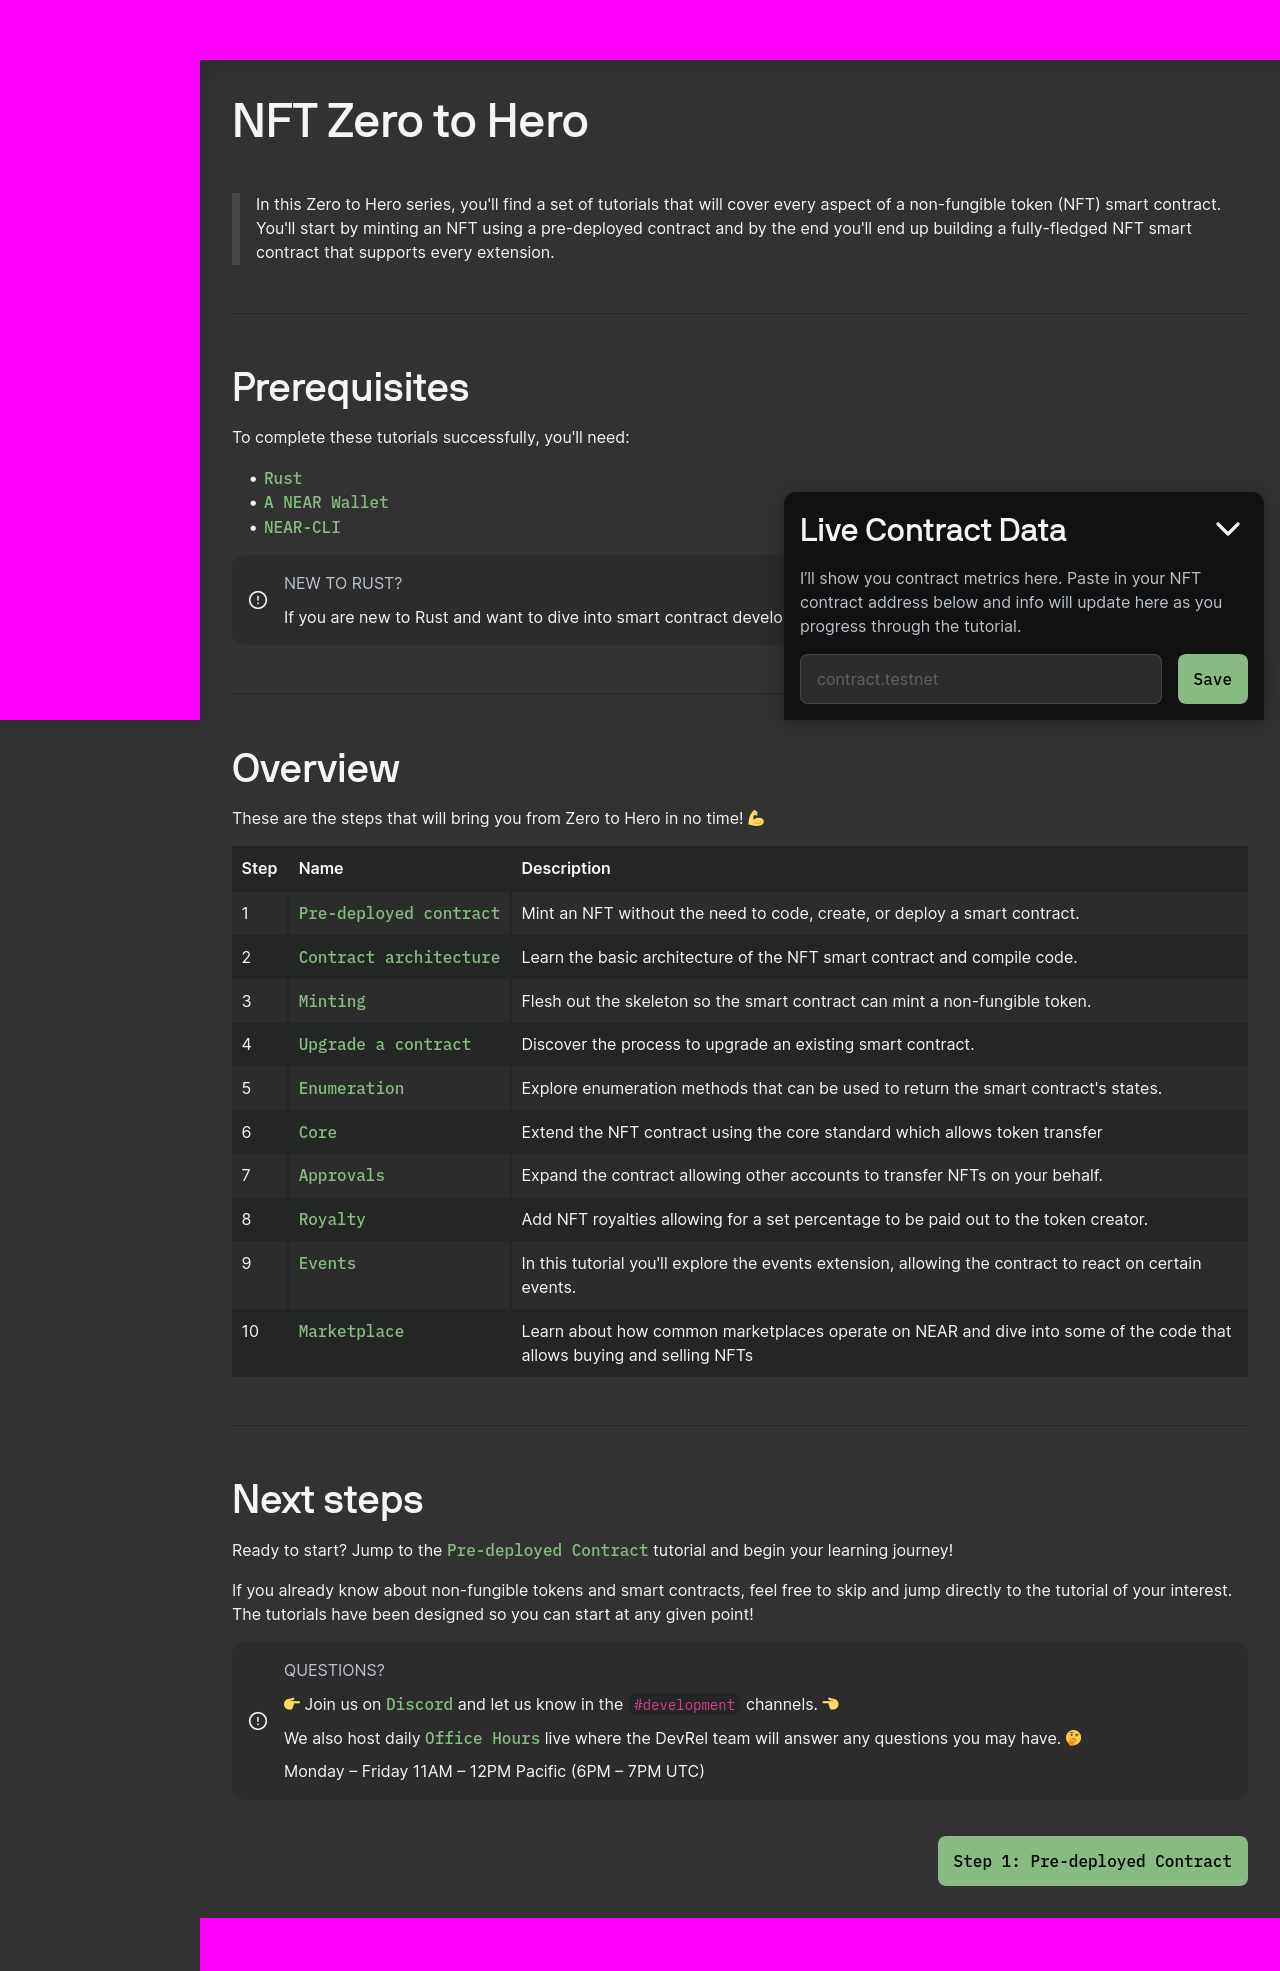 NFT Zero to Hero
In this Zero to Hero series, you'll find a set of tutorials that will cover every aspect of a non-fungible token (NFT) smart contract.
You'll start by minting an NFT using a pre-deployed contract and by the end you'll end up building a fully-fledged NFT smart
contract that supports every extension.
Prerequisites
To complete these tutorials successfully, you'll need:
• Rust
• A NEAR Wallet
• NEAR-CLI
NEW TO RUST?
If you are new to Rust and want to dive into smart contract develo
Live Contract Data
I’ll show you contract metrics here. Paste in your NFT
contract address below and info will update here as you
progress through the tutorial.
contract.testnet
Save
Overview
These are the steps that will bring you from Zero to Hero in no time! 💪
Step Name Description
1 Pre-deployed contract Mint an NFT without the need to code, create, or deploy a smart contract.
2 Contract architecture Learn the basic architecture of the NFT smart contract and compile code.
3 Minting Flesh out the skeleton so the smart contract can mint a non-fungible token.
4 Upgrade a contract Discover the process to upgrade an existing smart contract.
5 Enumeration Explore enumeration methods that can be used to return the smart contract's states.
6 Core Extend the NFT contract using the core standard which allows token transfer
7 Approvals Expand the contract allowing other accounts to transfer NFTs on your behalf.
8 Royalty Add NFT royalties allowing for a set percentage to be paid out to the token creator.
9 Events In this tutorial you'll explore the events extension, allowing the contract to react on certain
events.
10 Marketplace Learn about how common marketplaces operate on NEAR and dive into some of the code that
allows buying and selling NFTs
Next steps
Ready to start? Jump to the Pre-deployed Contract tutorial and begin your learning journey!
If you already know about non-fungible tokens and smart contracts, feel free to skip and jump directly to the tutorial of your interest.
The tutorials have been designed so you can start at any given point!
QUESTIONS?
👉 Join us on Discord and let us know in the #development channels. 👈
We also host daily Office Hours live where the DevRel team will answer any questions you may have. 🤔
Monday – Friday 11AM – 12PM Pacific (6PM – 7PM UTC)
Step 1: Pre-deployed Contract